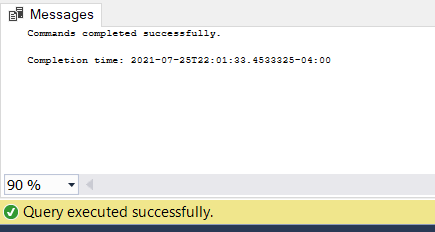 Messages
Commands completed successfully.
Completion time: 2021-07-25T22:01:33.4533325-04:00
90 %
Query executed successfully.